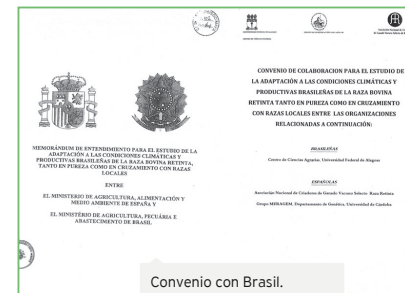 MEMORÁNDUM DE ENTENDIMIENTO PARA EL ESTUDIO DE LA
ADAPTACIÓN A LAS CONDICIONES CLIMÁTICAS Y
PRODUCTIVAS BRASILEÑAS DE LA RAZA BOVINA RETINTA,
TANTO EN PUREZA COMO EN CRUZAMIENTO CON RAZAS
LOCALES
ENTRE
EL MINISTERIO DE AGRICULTURA, ALIMENTACIÓN Y
MEDIO AMBIENTE DE ESPAÑA Y
EL MINISTÉRIO DE AGRICULTURA, PECUÁRIA E
ABASTECIMENTO DE BRASIL
CONVENIO DE COLABORACION PARA EL ESTUDIO DE
LA ADAPTACIÓN A LAS CONDICIONES CLIMÁTICAS Y
PRODUCTIVAS BRASILEÑAS DE LA RAZA BOVINA
RETINTA TANTO EN PUREZA COMO EN CRUZAMIENTO
CON RAZAS LOCALES ENTRE LAS ORGANIZACIONES
RELACIONADAS A CONTINUACIÓN:
BRASILEÑAS
Centro de Ciencias Agrarias, Universidad Federal de Alagoas
ESPAÑOLAS
Asociación Nacional de Criadores de Ganado Vacuno Selecto Raza Retinta
Grupo MERAGEM, Departamento de Genética, Universidad de Córdoba
Convenio con Brasil.